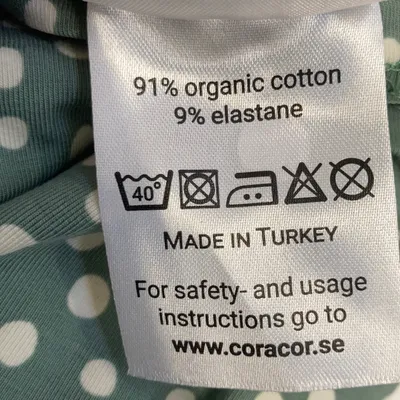 91% organic cotton
9% elastane
40°
MADE IN TURKEY
For safety- and usage
instructions go to
www.coracor.se